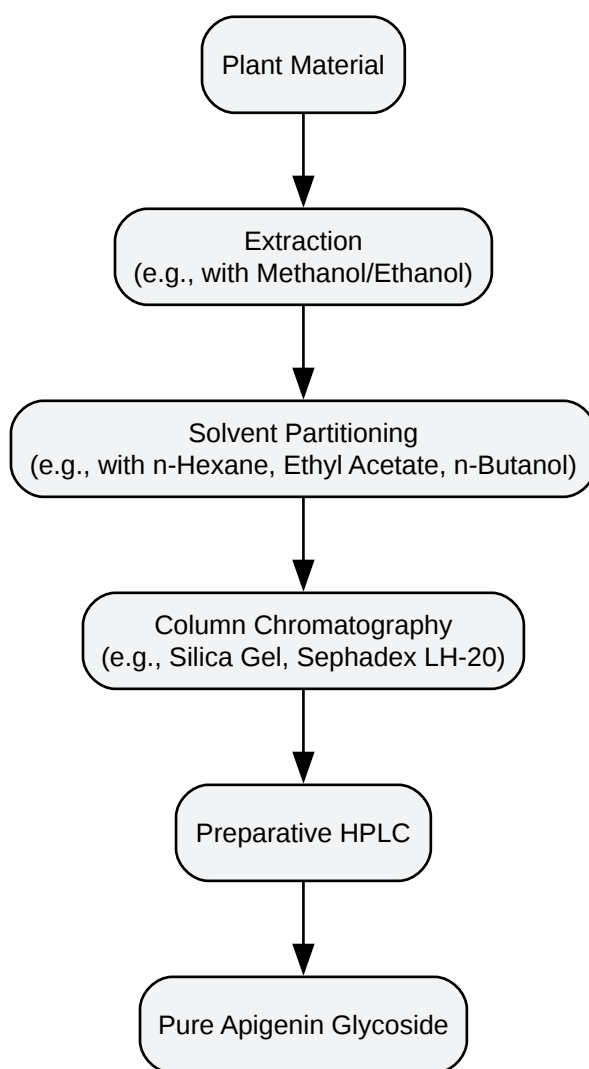 Plant Material
Extraction
(e.g., with Methanol/Ethanol)
Solvent Partitioning
(e.g., with n-Hexane, Ethyl Acetate, n-Butanol)
Column Chromatography
(e.g., Silica Gel, Sephadex LH-20)
Preparative HPLC
Pure Apigenin Glycoside